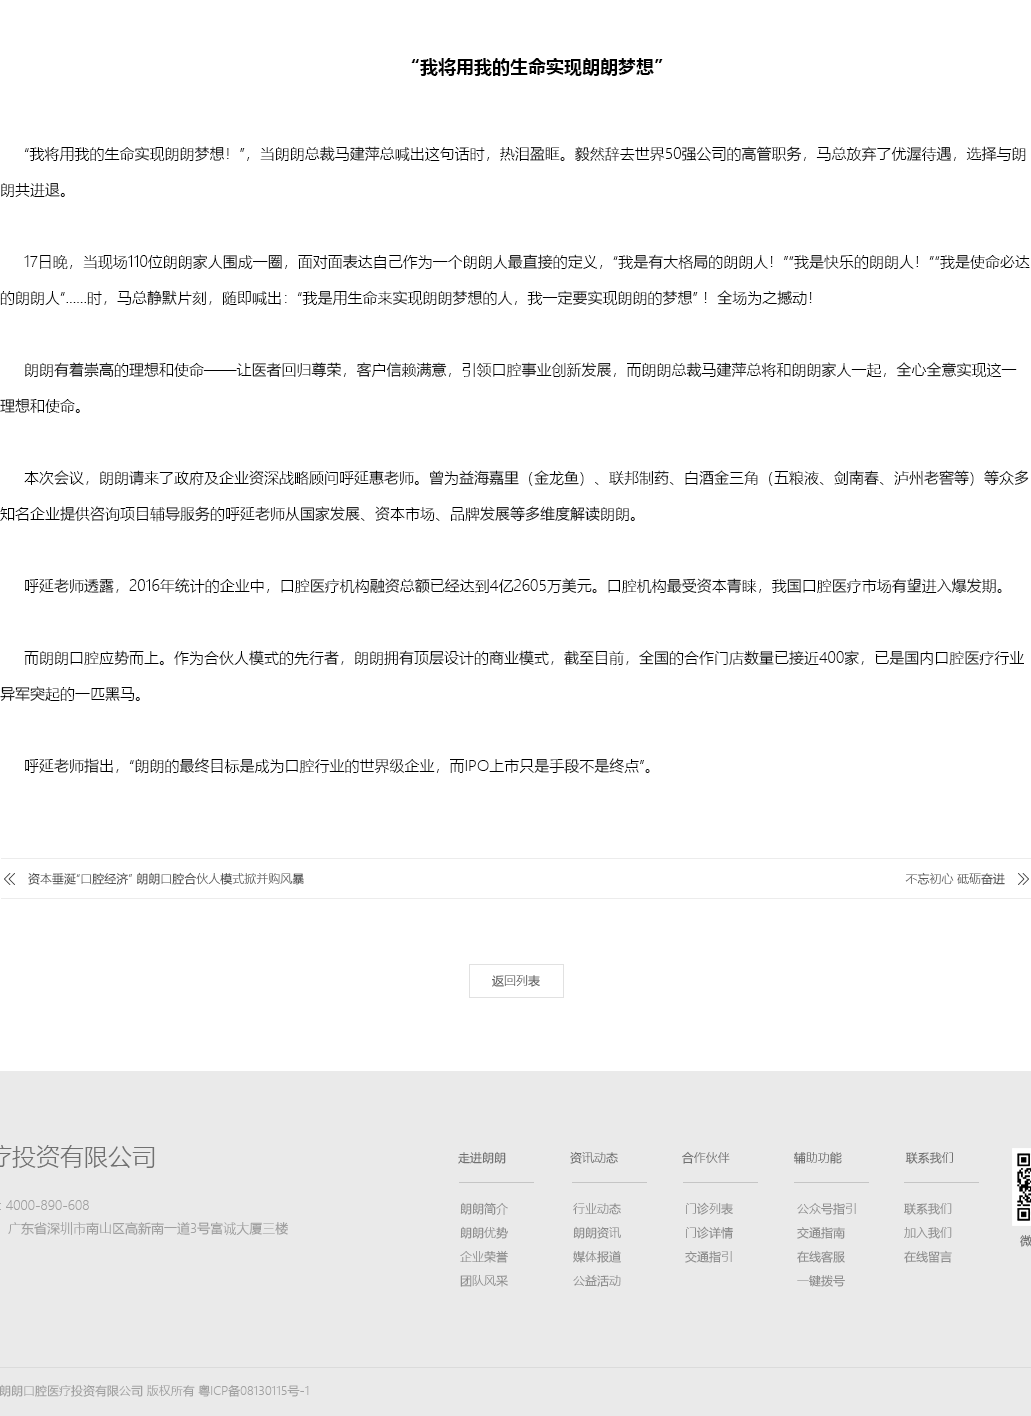 “我将用我的生命实现朗朗梦想”
“我将用我的生命实现朗朗梦想！”，当朗朗总裁马建萍总喊出这句话时，热泪盈眶。毅然辞去世界50强公司的高管职务，马总放弃了优渥待遇，选择与朗
朗共进退。
17日晚，当现场110位朗朗家人围成一圈，面对面表达自己作为一个朗朗人最直接的定义，“我是有大格局的朗朗人！”“我是快乐的朗朗人！“”我是使命必达
的朗朗人“……时，马总静默片刻，随即喊出：“我是用生命来实现朗朗梦想的人，我一定要实现朗朗的梦想” ！全场为之撼动！
朗朗有着崇高的理想和使命——让医者回归尊荣，客户信赖满意，引领口腔事业创新发展，而朗朗总裁马建萍总将和朗朗家人一起，全心全意实现这一
理想和使命。
本次会议，朗朗请来了政府及企业资深战略顾问呼延惠老师。曾为益海嘉里（金龙鱼）、联邦制药、白酒金三角（五粮液、剑南春、泸州老窖等）等众多
知名企业提供咨询项目辅导服务的呼延老师从国家发展、资本市场、品牌发展等多维度解读朗朗。
呼延老师透露，2016年统计的企业中，口腔医疗机构融资总额已经达到4亿2605万美元。口腔机构最受资本青睐，我国口腔医疗市场有望进入爆发期。
而朗朗口腔应势而上。作为合伙人模式的先行者，朗朗拥有顶层设计的商业模式，截至目前，全国的合作门店数量已接近400家，已是国内口腔医疗行业
异军突起的一匹黑马。
呼延老师指出，“朗朗的最终目标是成为口腔行业的世界级企业，而IPO上市只是手段不是终点”。
资本垂涎“口腔经济” 朗朗口腔合伙人模式掀并购风暴
不忘初心 砥砺奋进
返回列表
疗投资有限公司
: 4000-890-608
广东省深圳市南山区高新南一道3号富诚大厦三楼
走进朗朗 资讯动态 合作伙伴 辅助功能 联系我们
朗朗简介 行业动态 门诊列表 公众号指引 联系我们
朗朗优势 朗朗资讯 门诊详情 交通指南 加入我们
企业荣誉 媒体报道 交通指引 在线客服 在线留言
团队风采 公益活动 一键拨号
微
朗朗口腔医疗投资有限公司 版权所有 粤ICP备08130115号-1